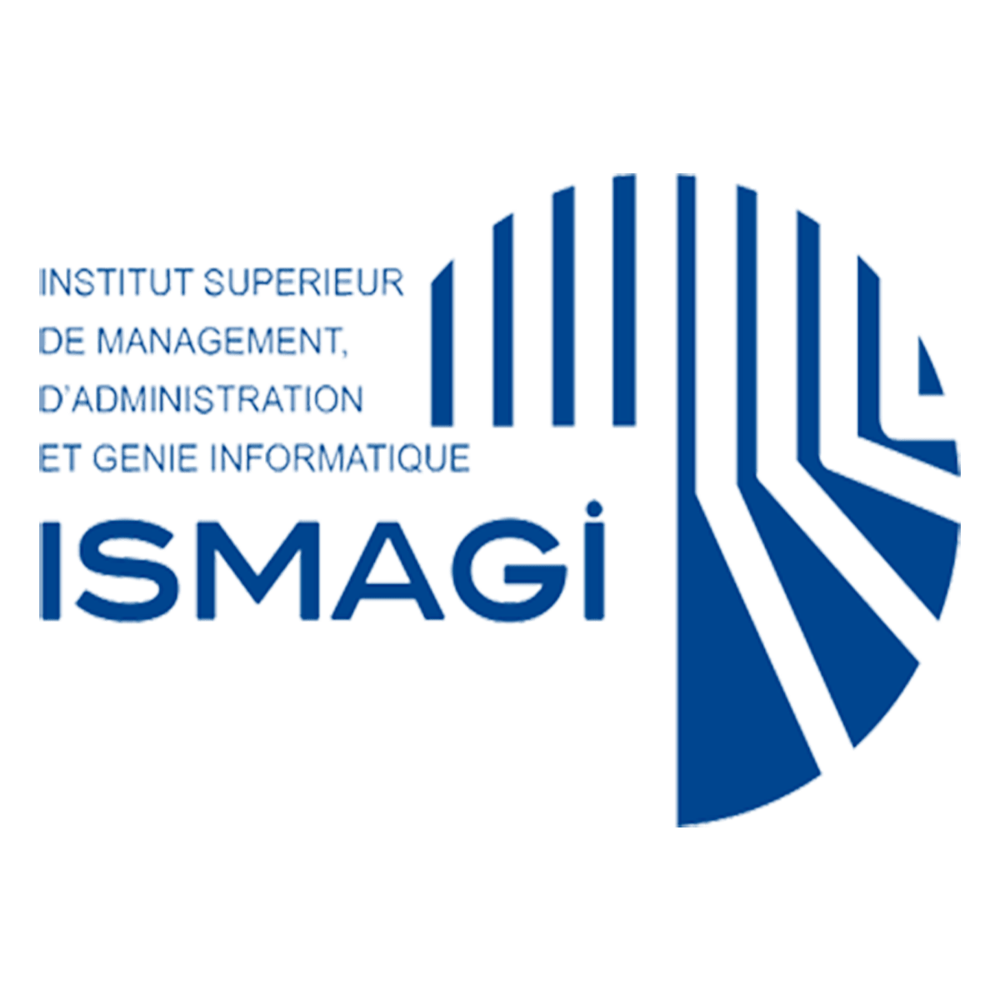 INSTITUT SUPERIEUR
DE MANAGEMENT,
D'ADMINISTRATION
ET GENIE INFORMATIQUE
ISMAGi